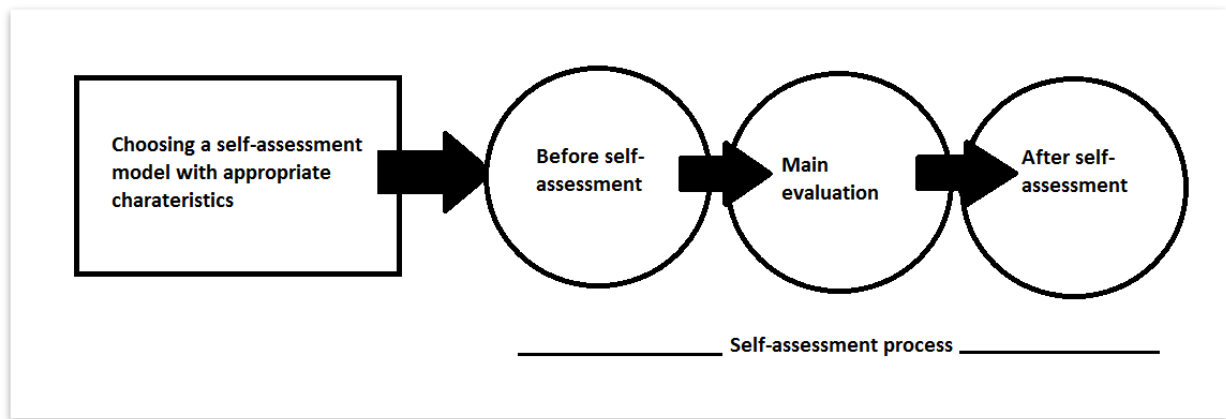 Choosing a self-assessment
model with appropriate
charateristics
Before self-
assessment
Main
evaluation
After self-
assessment
Self-assessment process